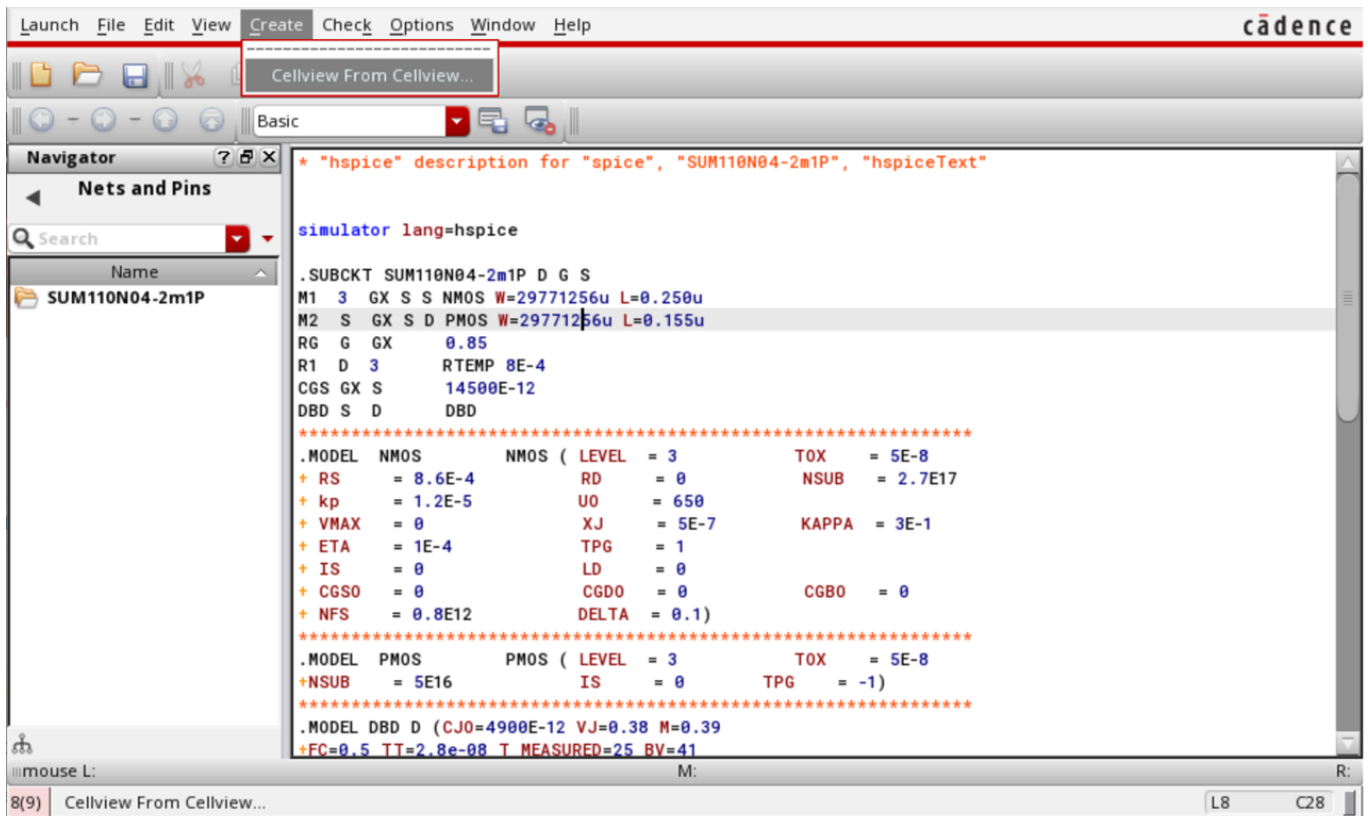 Launch File Edit View Create Check Options Window Help cādence
Cellview From Cellview...
Basic
Navigator
Nets and Pins
Search
Name
SUM110N04-2m1P
* "hspice" description for "spice", "SUM110N04-2m1P", "hspiceText"
simulator lang=hspice
.SUBCKT SUM110N04-2m1P D G S
M1 3 GX S S NMOS W=29771256u L=0.250u
M2 S GX S D PMOS W=29771256u L=0.155u
RG G GX 0.85
R1 D 3 RTEMP 8E-4
CGS GX S 14500E-12
DBD S D DBD
*****************************************************************
.MODEL NMOS NMOS ( LEVEL = 3 TOX = 5E-8
+ RS = 8.6E-4 RD = 0 NSUB = 2.7E17
+ kp = 1.2E-5 UO = 650
+ VMAX = 0 XJ = 5E-7 KAPPA = 3E-1
+ ETA = 1E-4 TPG = 1
+ IS = 0 LD = 0
+ CGSO = 0 CGDO = 0 CGBO = 0
+ NFS = 0.8E12 DELTA = 0.1)
*****************************************************************
.MODEL PMOS PMOS ( LEVEL = 3 TOX = 5E-8
+NSUB = 5E16 IS = 0 TPG = -1)
*****************************************************************
.MODEL DBD D (CJO=4900E-12 VJ=0.38 M=0.39
+FC=0.5 TT=2.8e-08 T_MEASURED=25 BV=41
mouse L: M: R:
8(9) Cellview From Cellview... L8 C28